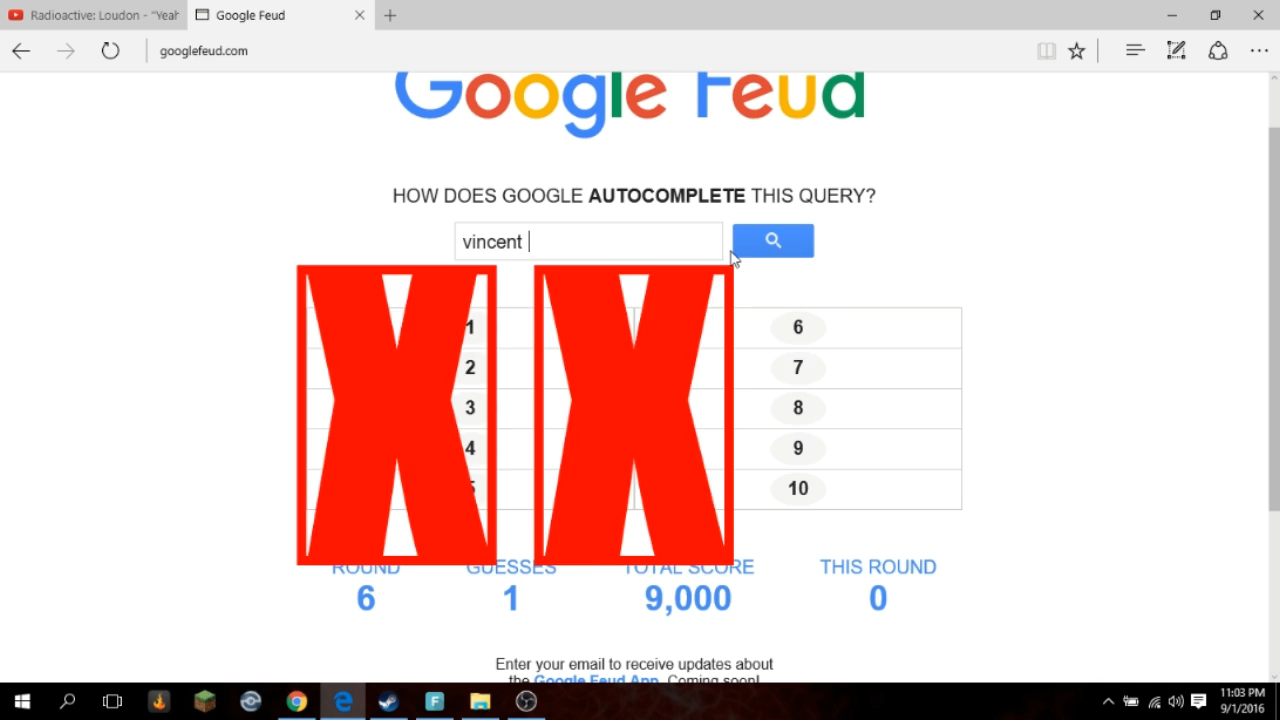 Radioactive: Loudon - "Yeah
Google Feud
googlefeud.com
Google Feud
HOW DOES GOOGLE AUTOCOMPLETE THIS QUERY?
vincent
X X
1 6
2 7
3 8
4 9
5 10
ROUND GUESSES TOTAL SCORE THIS ROUND
6 1 9,000 0
Enter your email to receive updates about
the Google Feud App. Coming soon!
11:03 PM
9/1/2016